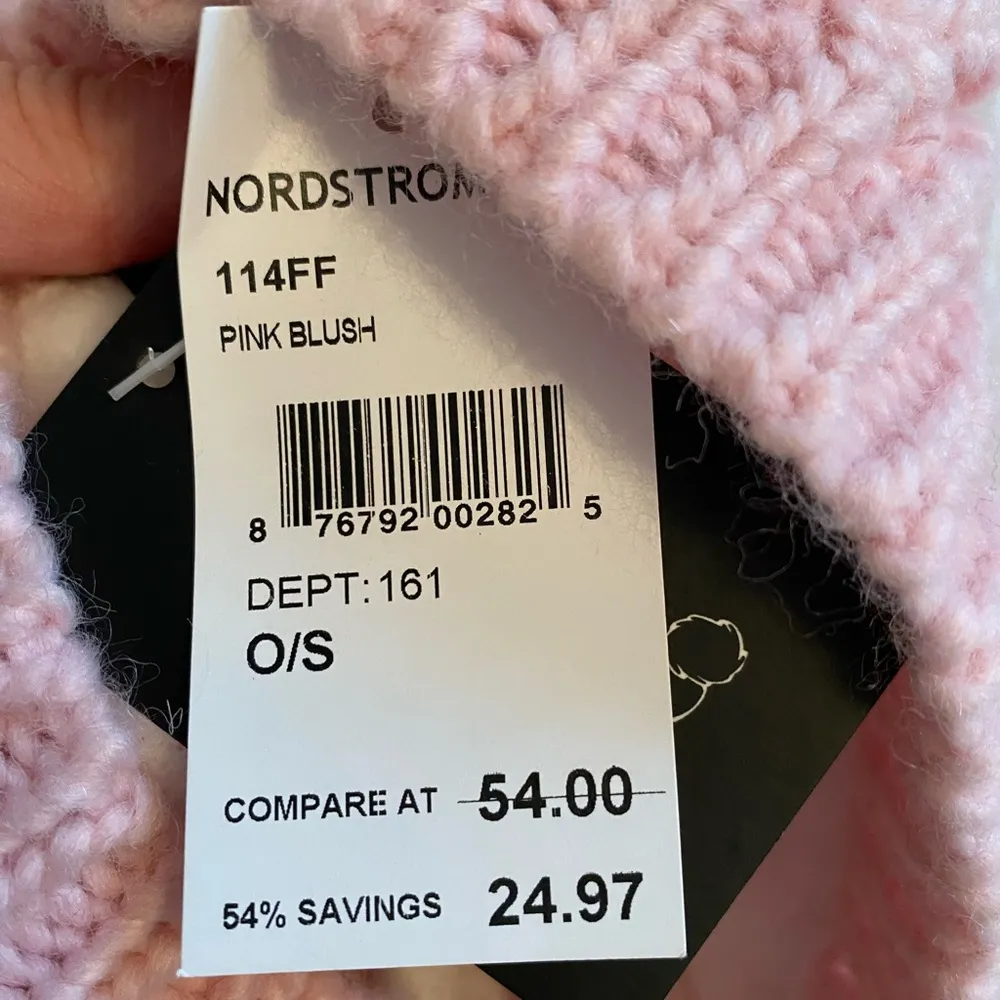 NORDSTROM
114FF
PINK BLUSH
8 76792 00282 5
DEPT: 161
O/S
COMPARE AT 54.00
54% SAVINGS 24.97